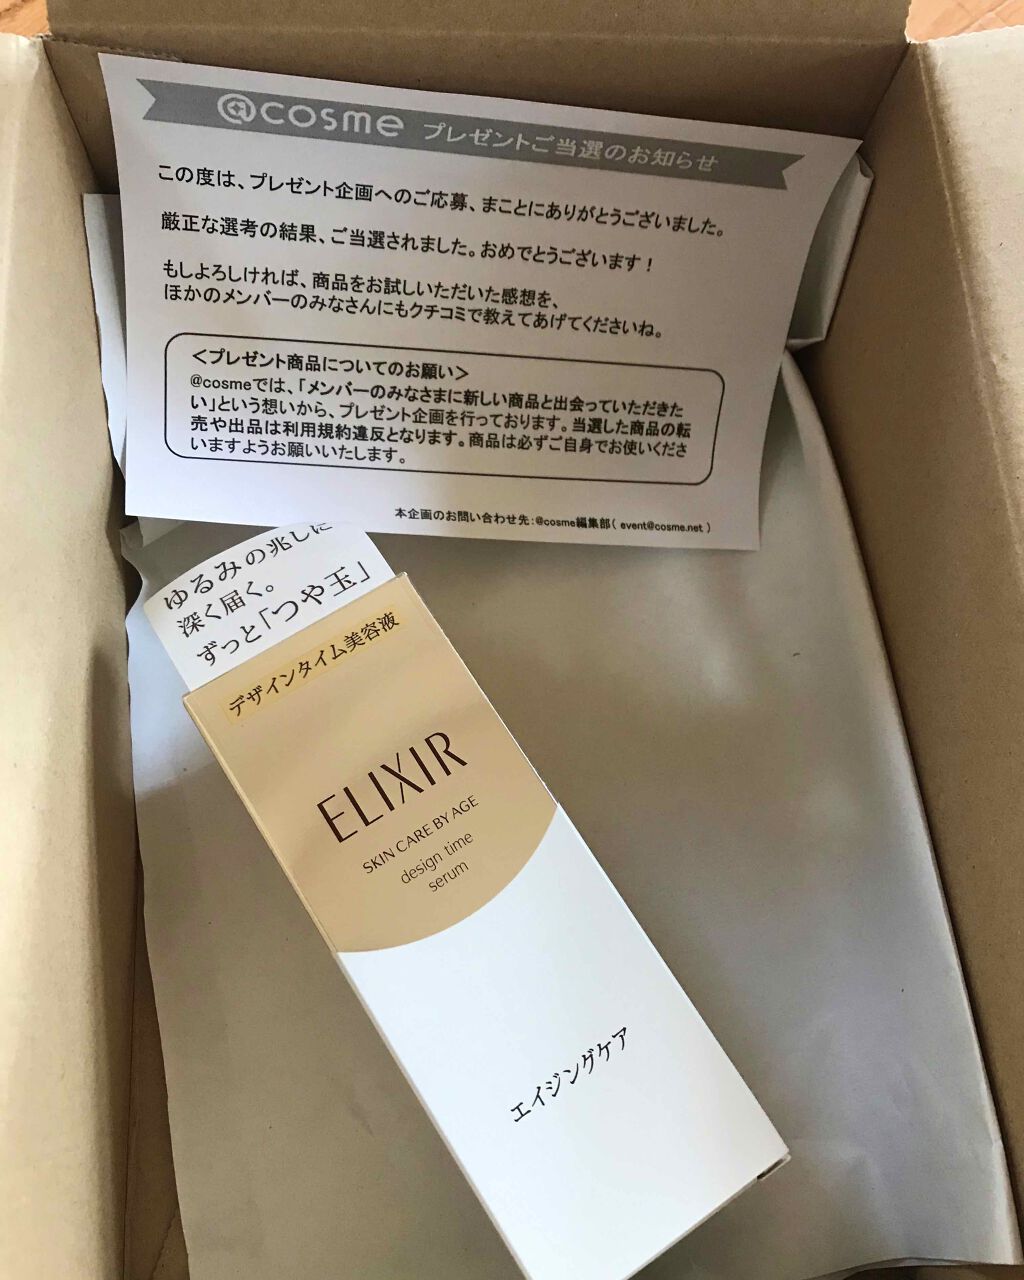 @cosme プレゼントご当選のお知らせ
この度は、プレゼント企画へのご応募、まことにありがとうございました。
厳正な選考の結果、ご当選されました。おめでとうございます！
もしよろしければ、商品をお試しいただいた感想を、
ほかのメンバーのみなさんにもクチコミで教えてあげてくださいね。
＜プレゼント商品についてのお願い＞
@cosmeでは、「メンバーのみなさまに新しい商品と出会っていただきた
い」という想いから、プレゼント企画を行っております。当選した商品の転
売や出品は利用規約違反となります。商品は必ずご自身でお使いくださ
いますようお願いいたします。
本企画のお問い合わせ先：@cosme編集部( event@cosme.net )
ゆるみの兆しに
深く届く。
ずっと「つや玉」
デザインタイム美容液
ELIXIR
SKIN CARE BY AGE
design time
serum
エイジングケア